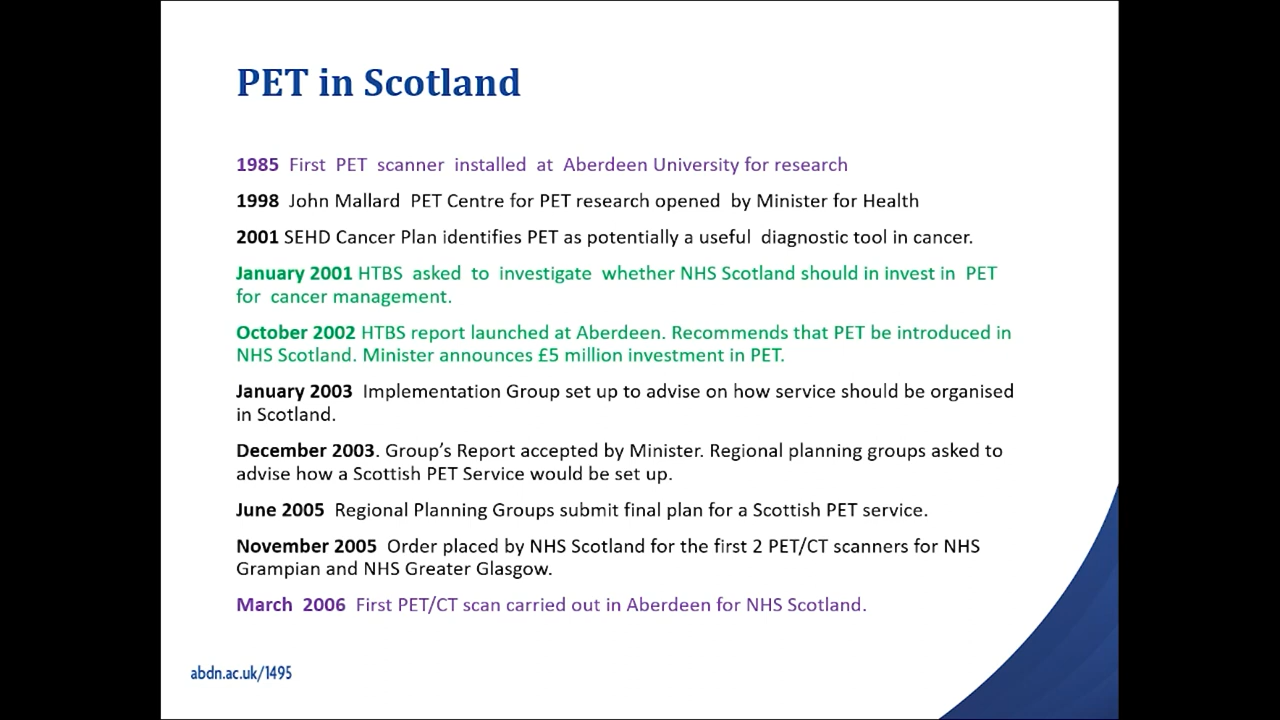 PET in Scotland
1985 First PET scanner installed at Aberdeen University for research
1998 John Mallard PET Centre for PET research opened by Minister for Health
2001 SEHD Cancer Plan identifies PET as potentially a useful diagnostic tool in cancer.
January 2001 HTBS asked to investigate whether NHS Scotland should in invest in PET
for cancer management.
October 2002 HTBS report launched at Aberdeen. Recommends that PET be introduced in
NHS Scotland. Minister announces £5 million investment in PET.
January 2003 Implementation Group set up to advise on how service should be organised
in Scotland.
December 2003. Group’s Report accepted by Minister. Regional planning groups asked to
advise how a Scottish PET Service would be set up.
June 2005 Regional Planning Groups submit final plan for a Scottish PET service.
November 2005 Order placed by NHS Scotland for the first 2 PET/CT scanners for NHS
Grampian and NHS Greater Glasgow.
March 2006 First PET/CT scan carried out in Aberdeen for NHS Scotland.
abdn.ac.uk/1495